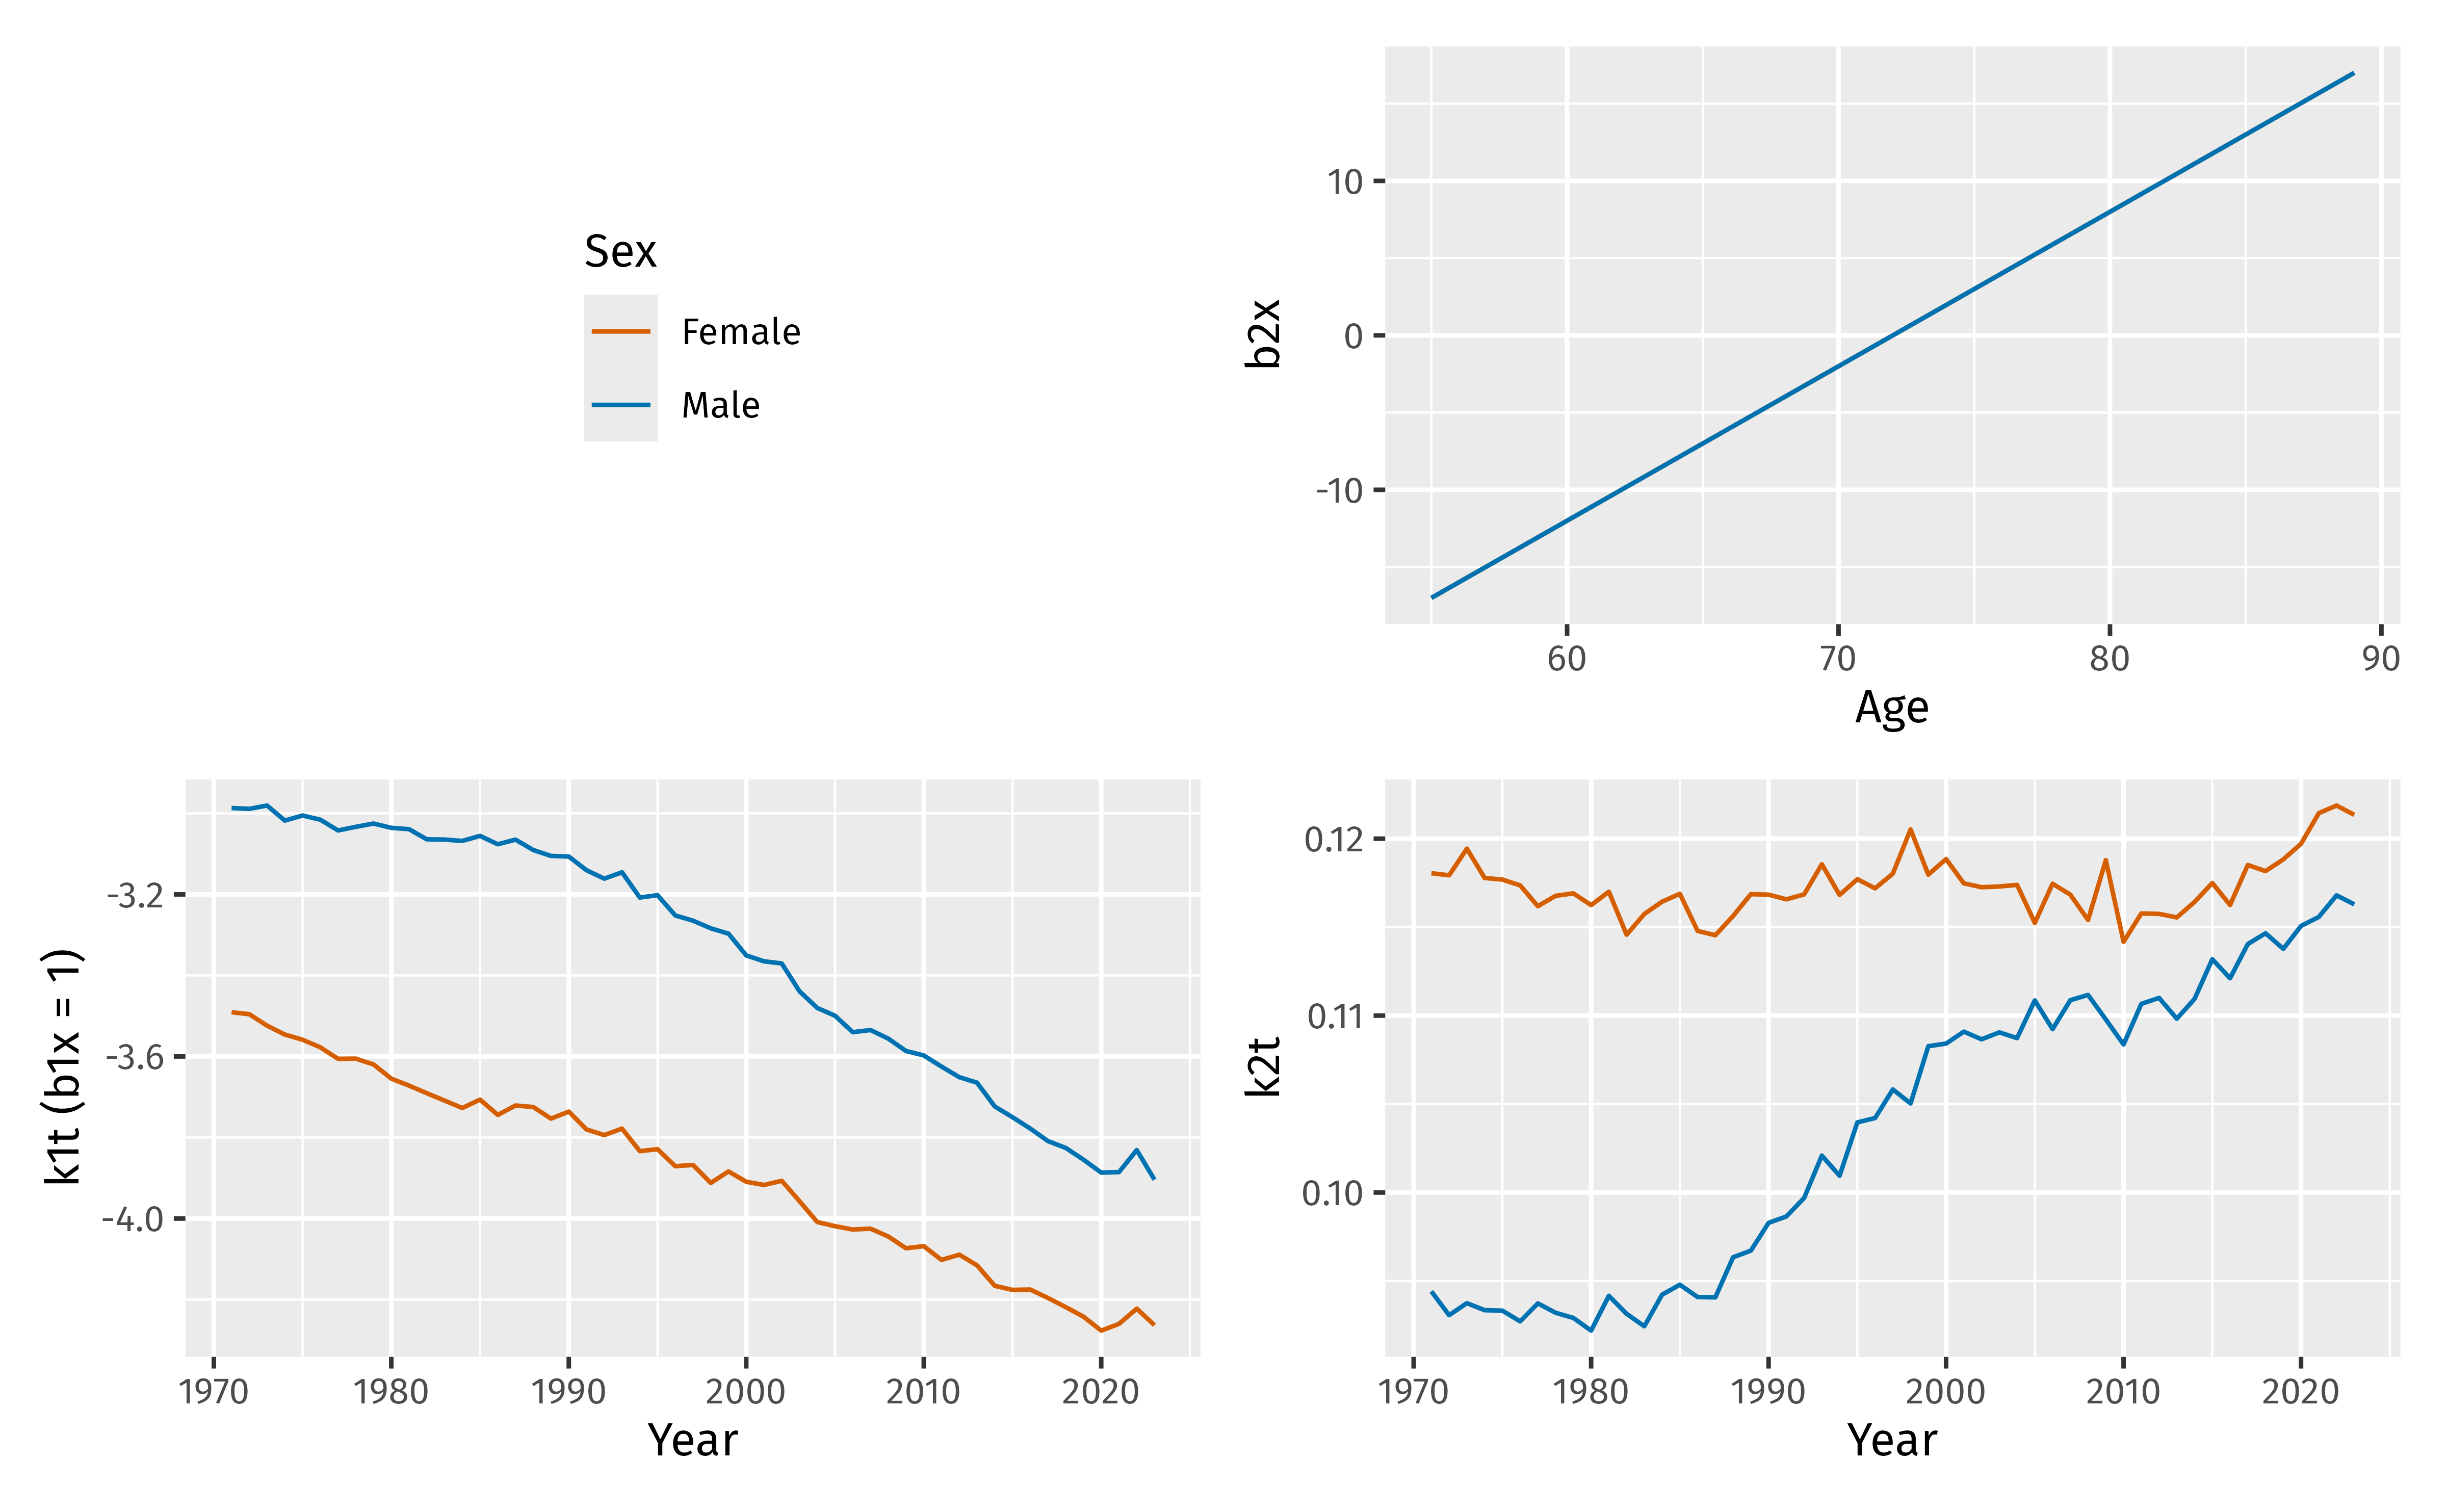 Sex
Female
Male
b2x
10
0
-10
60 70 80 90
Age
k1t (b1x = 1)
-3.2
-3.6
-4.0
1970 1980 1990 2000 2010 2020
Year
k2t
0.12
0.11
0.10
1970 1980 1990 2000 2010 2020
Year